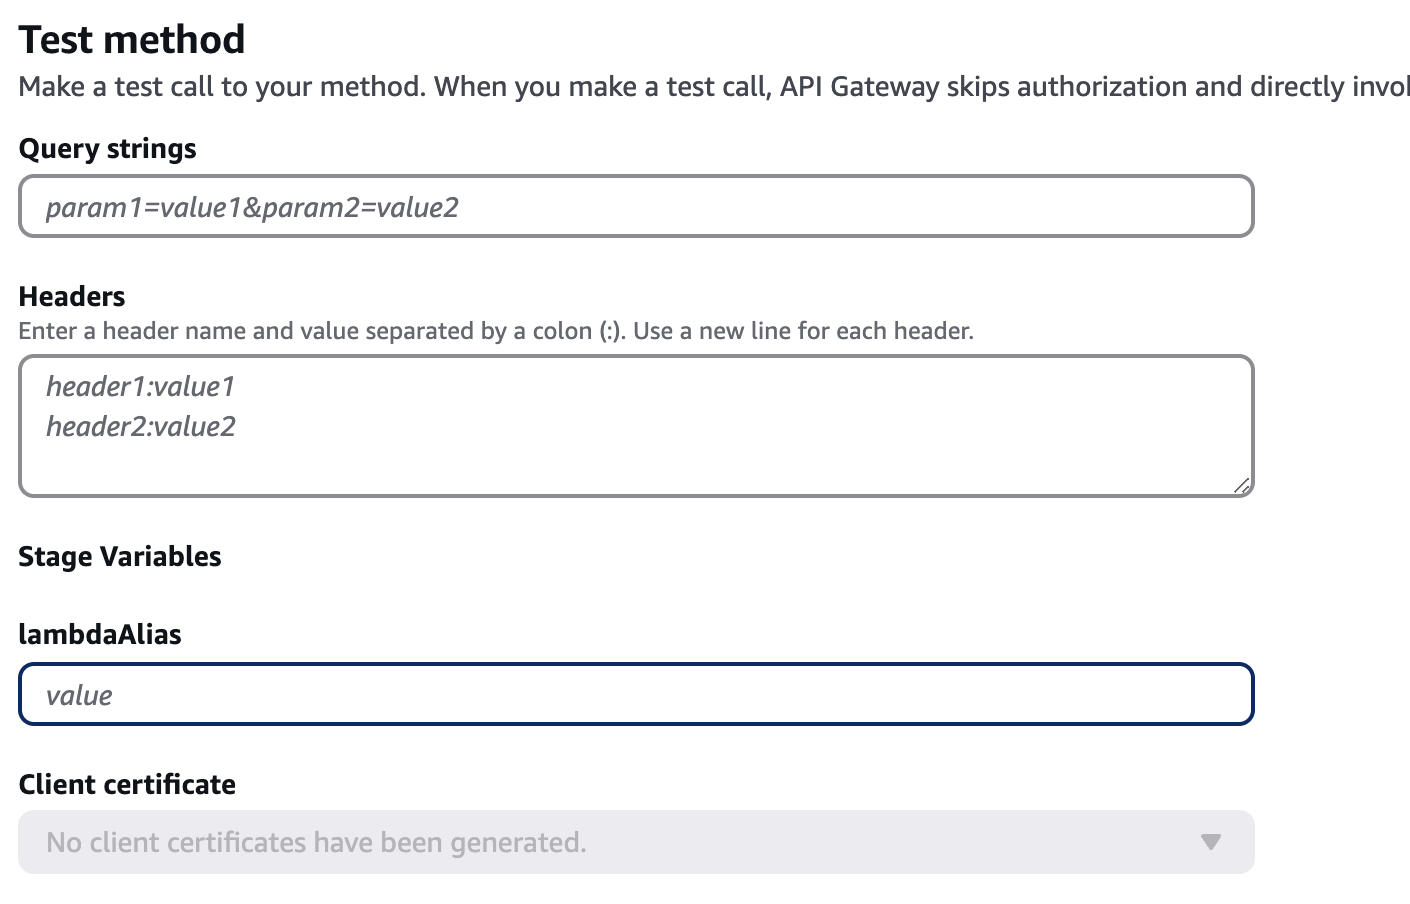 Test method
Make a test call to your method. When you make a test call, API Gateway skips authorization and directly
Query strings
param1=value1&param2=value2
Headers
Enter a header name and value separated by a colon (:). Use a new line for each header.
header1:value1
header2:value2
Stage Variables
lambdaAlias
value
Client certificate
No client certificates have been generated.